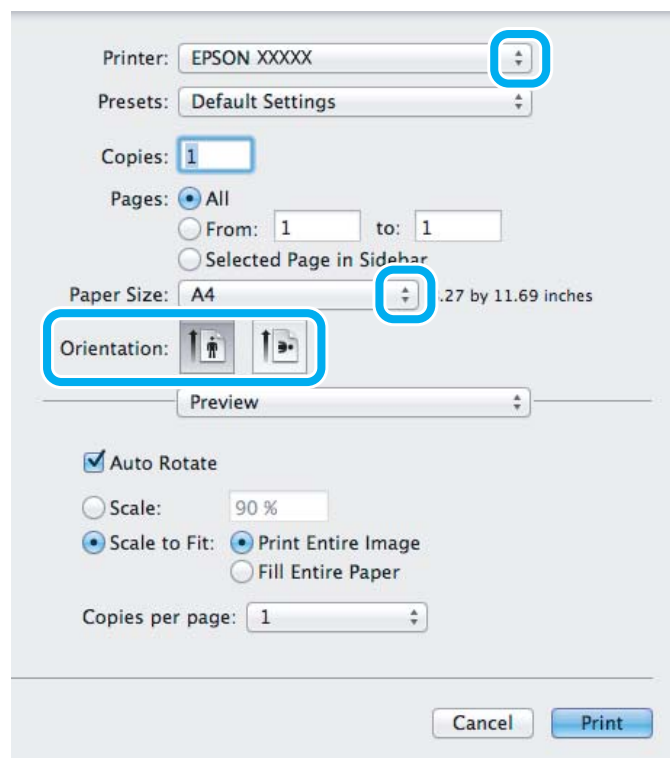 Printer: EPSON XXXXX
Presets: Default Settings
Copies: 1
Pages: All
From: 1 to: 1
Selected Page in Sidebar
Paper Size: A4 .27 by 11.69 inches
Orientation:
Preview
Auto Rotate
Scale: 90 %
Scale to Fit: Print Entire Image
Fill Entire Paper
Copies per page: 1
Cancel Print